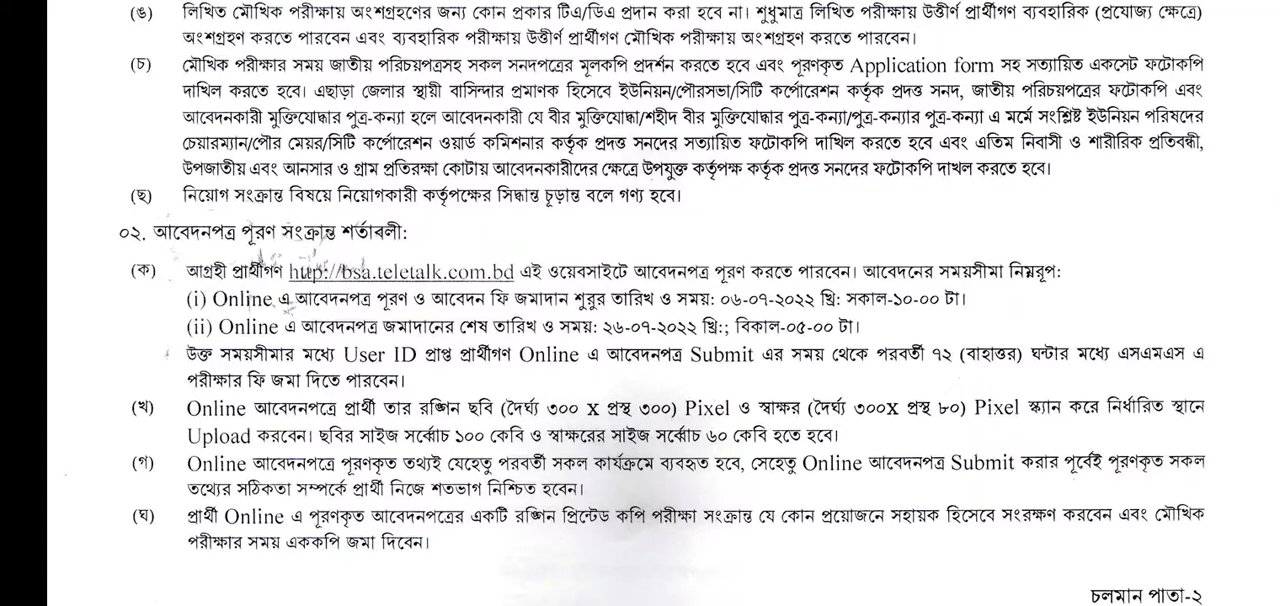 (ঙ) লিখিত মৌখিক পরীক্ষায় অংশগ্রহণের জন্য কোন প্রকার টিএ/ডিএ প্রদান করা হবে না। শুধুমাত্র লিখিত পরীক্ষায় উত্তীর্ণ প্রার্থীগণ ব্যবহারিক (প্রযোজ্য ক্ষেত্রে)
অংশগ্রহণ করতে পারবেন এবং ব্যবহারিক পরীক্ষায় উত্তীর্ণ প্রার্থীগণ মৌখিক পরীক্ষায় অংশগ্রহণ করতে পারবেন।
(চ) মৌখিক পরীক্ষার সময় জাতীয় পরিচয়পত্রসহ সকল সনদপত্রের মূলকপি প্রদর্শন করতে হবে এবং পূরণকৃত Application form সহ সত্যায়িত একসেট ফটোকপি
দাখিল করতে হবে। এছাড়া জেলার স্থায়ী বাসিন্দার প্রমাণক হিসেবে ইউনিয়ন/পৌরসভা/সিটি কর্পোরেশন কর্তৃক প্রদত্ত সনদ, জাতীয় পরিচয়পত্রের ফটোকপি এবং
আবেদনকারী মুক্তিযোদ্ধার পুত্র-কন্যা হলে আবেদনকারী যে বীর মুক্তিযোদ্ধা/শহীদ বীর মুক্তিযোদ্ধার পুত্র-কন্যা/পুত্র-কন্যার পুত্র-কন্যা এ মর্মে সংশ্লিষ্ট ইউনিয়ন পরিষদের
চেয়ারম্যান/পৌর মেয়র/সিটি কর্পোরেশন ওয়ার্ড কমিশনার কর্তৃক প্রদত্ত সনদের সত্যায়িত ফটোকপি দাখিল করতে হবে এবং এতিম নিবাসী ও শারীরিক প্রতিবন্ধী,
উপজাতীয় এবং আনসার ও গ্রাম প্রতিরক্ষা কোটায় আবেদনকারীদের ক্ষেত্রে উপযুক্ত কর্তৃপক্ষ কর্তৃক প্রদত্ত সনদের ফটোকপি দাখল করতে হবে।
(ছ) নিয়োগ সংক্রান্ত বিষয়ে নিয়োগকারী কর্তৃপক্ষের সিদ্ধান্ত চূড়ান্ত বলে গণ্য হবে।
০২. আবেদনপত্র পূরণ সংক্রান্ত শর্তাবলী:
(ক) আগ্রহী প্রার্থীগণ http://bsa.teletalk.com.bd এই ওয়েবসাইটে আবেদনপত্র পূরণ করতে পারবেন। আবেদনের সময়সীমা নিম্নরূপ:
(i) Online এ আবেদনপত্র পূরণ ও আবেদন ফি জমাদান শুরুর তারিখ ও সময়: ০৬-০৭-২০২২ খ্রি: সকাল-১০-০০ টা।
(ii) Online এ আবেদনপত্র জমাদানের শেষ তারিখ ও সময়: ২৬-০৭-২০২২ খ্রি:; বিকাল-০৫-০০ টা।
উক্ত সময়সীমার মধ্যে User ID প্রাপ্ত প্রার্থীগণ Online এ আবেদনপত্র Submit এর সময় থেকে পরবর্তী ৭২ (বাহাত্তর) ঘন্টার মধ্যে এসএমএস এ
পরীক্ষার ফি জমা দিতে পারবেন।
(খ) Online আবেদনপত্রে প্রার্থী তার রঙ্গিন ছবি (দৈর্ঘ্য ৩০০ X প্রস্থ ৩০০) Pixel ও স্বাক্ষর (দৈর্ঘ্য ৩০০X প্রস্থ ৮০) Pixel স্ক্যান করে নির্ধারিত স্থানে
Upload করবেন। ছবির সাইজ সর্ব্বোচ ১০০ কেবি ও স্বাক্ষরের সাইজ সর্ব্বোচ ৬০ কেবি হতে হবে।
(গ) Online আবেদনপত্রে পূরণকৃত তথ্যই যেহেতু পরবর্তী সকল কার্যক্রমে ব্যবহৃত হবে, সেহেতু Online আবেদনপত্র Submit করার পূর্বেই পূরণকৃত সকল
তথ্যের সঠিকতা সম্পর্কে প্রার্থী নিজে শতভাগ নিশ্চিত হবেন।
(ঘ) প্রার্থী Online এ পূরণকৃত আবেদনপত্রের একটি রঙ্গিন প্রিন্টেড কপি পরীক্ষা সংক্রান্ত যে কোন প্রয়োজনে সহায়ক হিসেবে সংরক্ষণ করবেন এবং মৌখিক
পরীক্ষার সময় এককপি জমা দিবেন।
চলমান পাতা-২